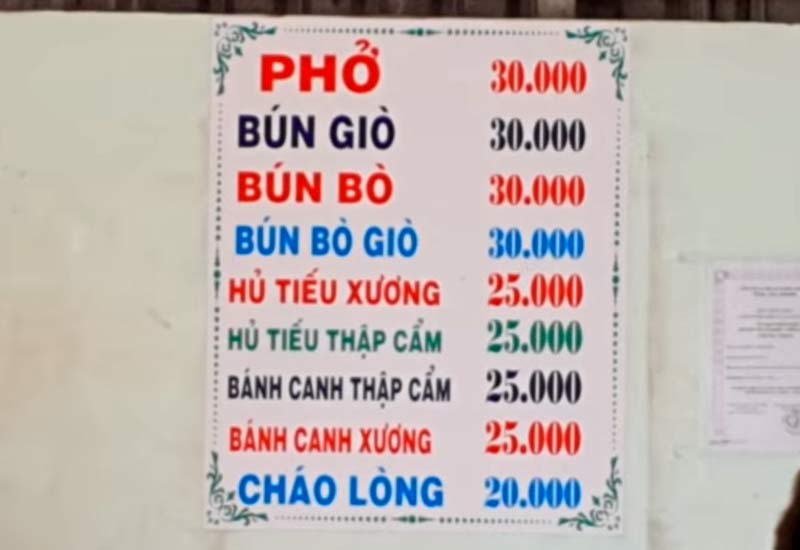 PHỞ 30.000
BÚN GIÒ 30.000
BÚN BÒ 30.000
BÚN BÒ GIÒ 30.000
HỦ TIẾU XƯƠNG 25.000
HỦ TIẾU THẬP CẨM 25.000
BÁNH CANH THẬP CẨM 25.000
BÁNH CANH XƯƠNG 25.000
CHÁO LÒNG 20.000